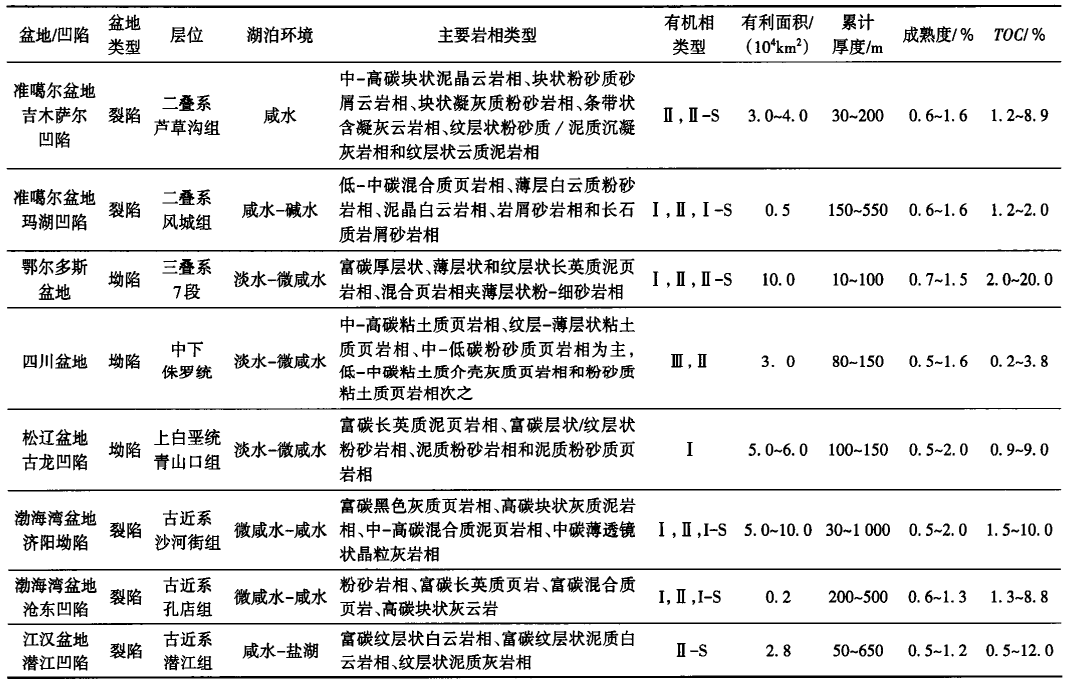 盆地/凹陷 盆地类型 层位 湖泊环境 主要岩相类型 有机相类型 有利面积/(10⁴km²) 累计厚度/m 成熟度/% TOC/%
准噶尔盆地 裂陷 二叠系 咸水 中-高碳块状泥晶云岩相、块状粉砂质砂 Ⅱ,Ⅱ-S 3.0~4.0 30~200 0.6~1.6 1.2~8.9
吉木萨尔 芦草沟组 屑云岩相、块状凝灰质粉砂岩相、条带状
凹陷 含凝灰云岩相、纹层状粉砂质/泥质沉凝
灰岩相和纹层状云质泥岩相
准噶尔盆地 裂陷 二叠系 咸水-碱水 低-中碳混合质页岩相、薄层白云质粉砂 Ⅰ,Ⅱ,Ⅰ-S 0.5 150~550 0.6~1.6 1.2~2.0
玛湖凹陷 风城组 岩相、泥晶白云岩相、岩屑砂岩相和长石
质岩屑砂岩相
鄂尔多斯 坳陷 三叠系 淡水-微咸水 富碳厚层状、薄层状和纹层状长英质泥页 Ⅰ,Ⅱ,Ⅱ-S 10.0 10~100 0.7~1.5 2.0~20.0
盆地 7段 岩相、混合页岩相夹薄层状粉-细砂岩相
四川盆地 坳陷 中下 淡水-微咸水 中-高碳粘土质页岩相、纹层-薄层状粘土 Ⅲ,Ⅱ 3.0 80~150 0.5~1.6 0.2~3.8
侏罗统 质页岩相、中-低碳粉砂质页岩相为主,
低-中碳粘土质介壳灰质页岩相和粉砂质
粘土质页岩相次之
松辽盆地 坳陷 上白垩统 淡水-微咸水 富碳长英质泥页岩相、富碳层状/纹层状 Ⅰ 5.0~6.0 100~150 0.5~2.0 0.9~9.0
古龙凹陷 青山口组 粉砂岩相、泥质粉砂岩相和泥质粉砂质页
岩相
渤海湾盆地 裂陷 古近系 微咸水-咸水 富碳黑色灰质页岩相、高碳块状灰质泥岩 Ⅰ,Ⅱ,I-S 5.0~10.0 30~1 000 0.5~2.0 1.5~10.0
济阳坳陷 沙河街组 相、中-高碳混合质泥页岩相、中碳薄透镜
状晶粒灰岩相
渤海湾盆地 裂陷 古近系 微咸水-咸水 粉砂岩相、富碳长英质页岩、富碳混合质 I,Ⅱ,I-S 0.2 200~500 0.6~1.3 1.3~8.8
沧东凹陷 孔店组 页岩、高碳块状灰云岩
江汉盆地 裂陷 古近系 咸水-盐湖 富碳纹层状白云岩相、富碳纹层状泥质白 Ⅱ-S 2.8 50~650 0.5~1.2 0.5~12.0
潜江凹陷 潜江组 云岩相、纹层状泥质灰岩相